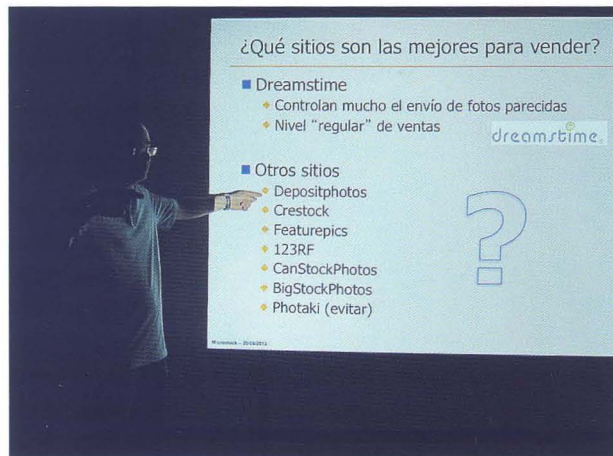 ¿Qué sitios son las mejores para vender?
Dreamstime
Controlan mucho el envío de fotos parecidas
Nivel “regular” de ventas
dreamstime
Otros sitios
Depositphotos
Crestock
Featurepics
123RF
CanStockPhotos
BigStockPhotos
Photaki (evitar)
?
Microstock –